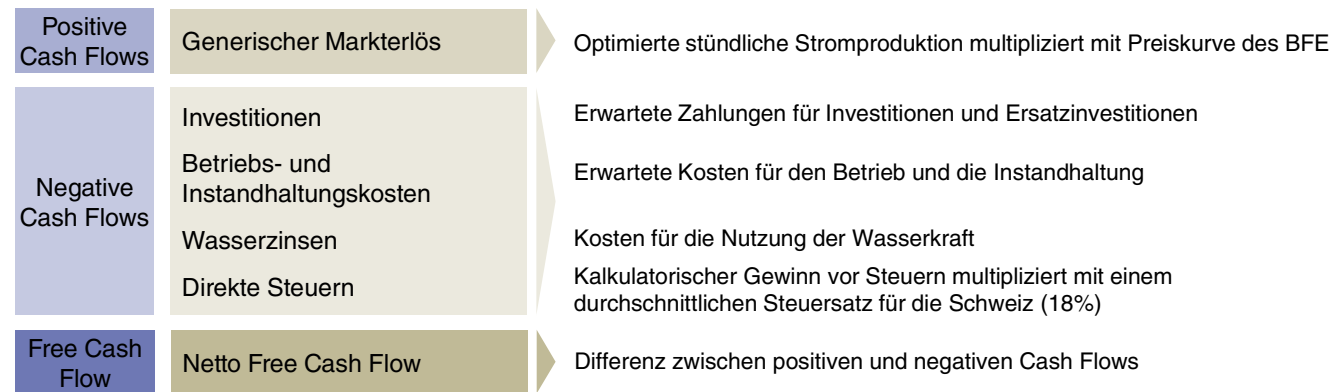 Positive
Cash Flows
Generischer Markterlös
Optimierte stündliche Stromproduktion multipliziert mit Preiskurve des BFE
Negative
Cash Flows
Investitionen
Erwartete Zahlungen für Investitionen und Ersatzinvestitionen
Betriebs- und
Instandhaltungskosten
Erwartete Kosten für den Betrieb und die Instandhaltung
Wasserzinsen
Kosten für die Nutzung der Wasserkraft
Direkte Steuern
Kalkulatorischer Gewinn vor Steuern multipliziert mit einem
durchschnittlichen Steuersatz für die Schweiz (18%)
Free Cash
Flow
Netto Free Cash Flow
Differenz zwischen positiven und negativen Cash Flows